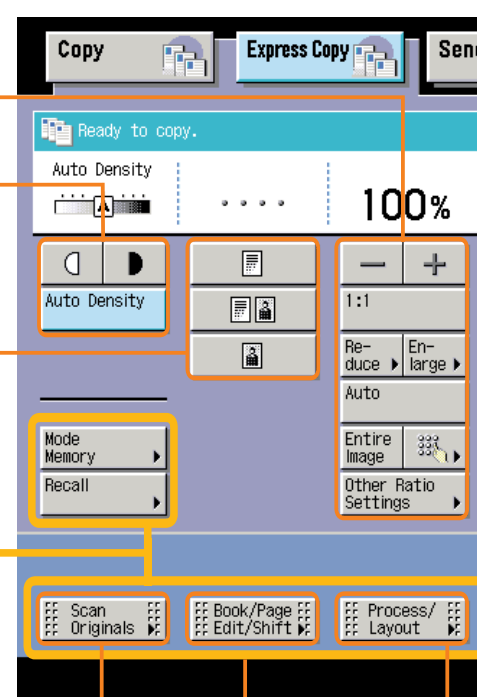 Copy
Express Copy
Sen
Ready to copy.
Auto Density
100%
Auto Density
1:1
Re-
duce
En-
large
Auto
Entire
Image
Mode
Memory
Recall
Other Ratio
Settings
Scan
Originals
Book/Page
Edit/Shift
Process/
Layout